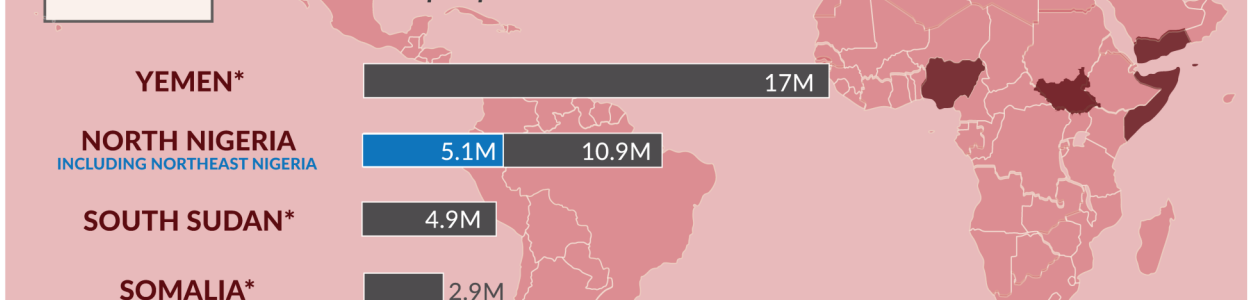 YEMEN*
17M
NORTH NIGERIA
INCLUDING NORTHEAST NIGERIA
5.1M 10.9M
SOUTH SUDAN*
4.9M
SOMALIA*
2.9M